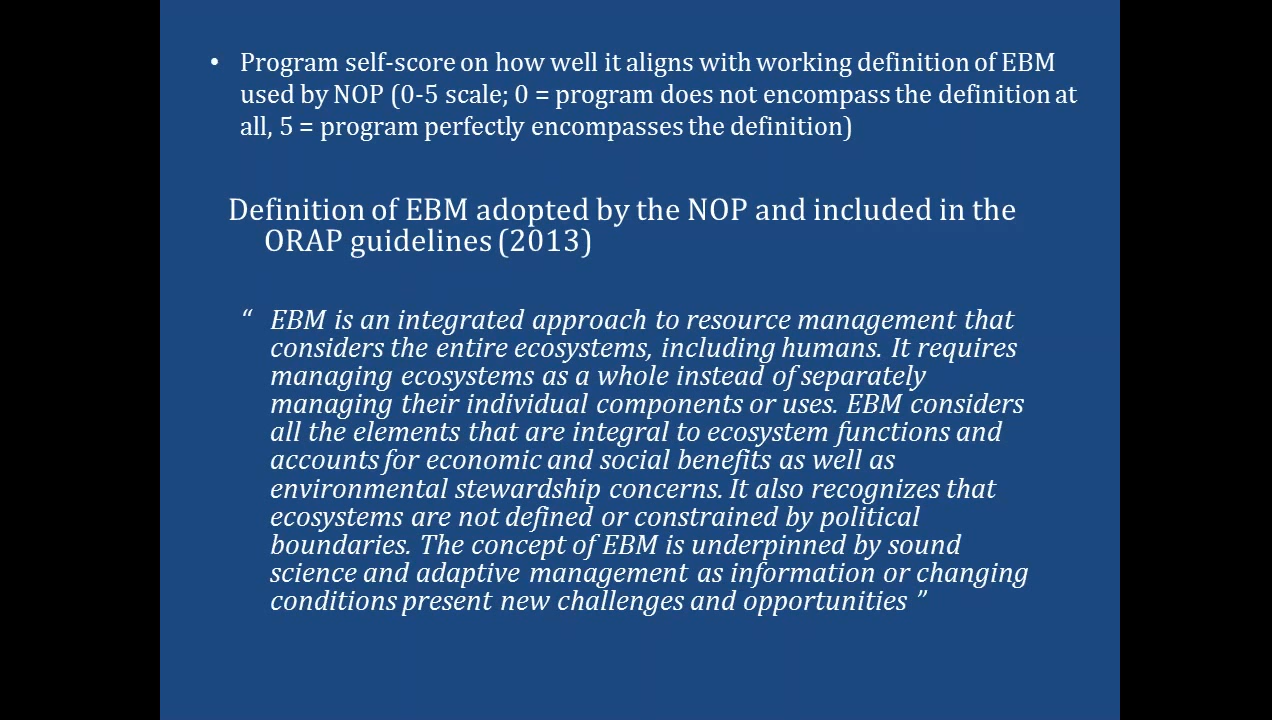 • Program self-score on how well it aligns with working definition of EBM
used by NOP (0-5 scale; 0 = program does not encompass the definition at
all, 5 = program perfectly encompasses the definition)
Definition of EBM adopted by the NOP and included in the
ORAP guidelines (2013)
“ EBM is an integrated approach to resource management that
considers the entire ecosystems, including humans. It requires
managing ecosystems as a whole instead of separately
managing their individual components or uses. EBM considers
all the elements that are integral to ecosystem functions and
accounts for economic and social benefits as well as
environmental stewardship concerns. It also recognizes that
ecosystems are not defined or constrained by political
boundaries. The concept of EBM is underpinned by sound
science and adaptive management as information or changing
conditions present new challenges and opportunities ”